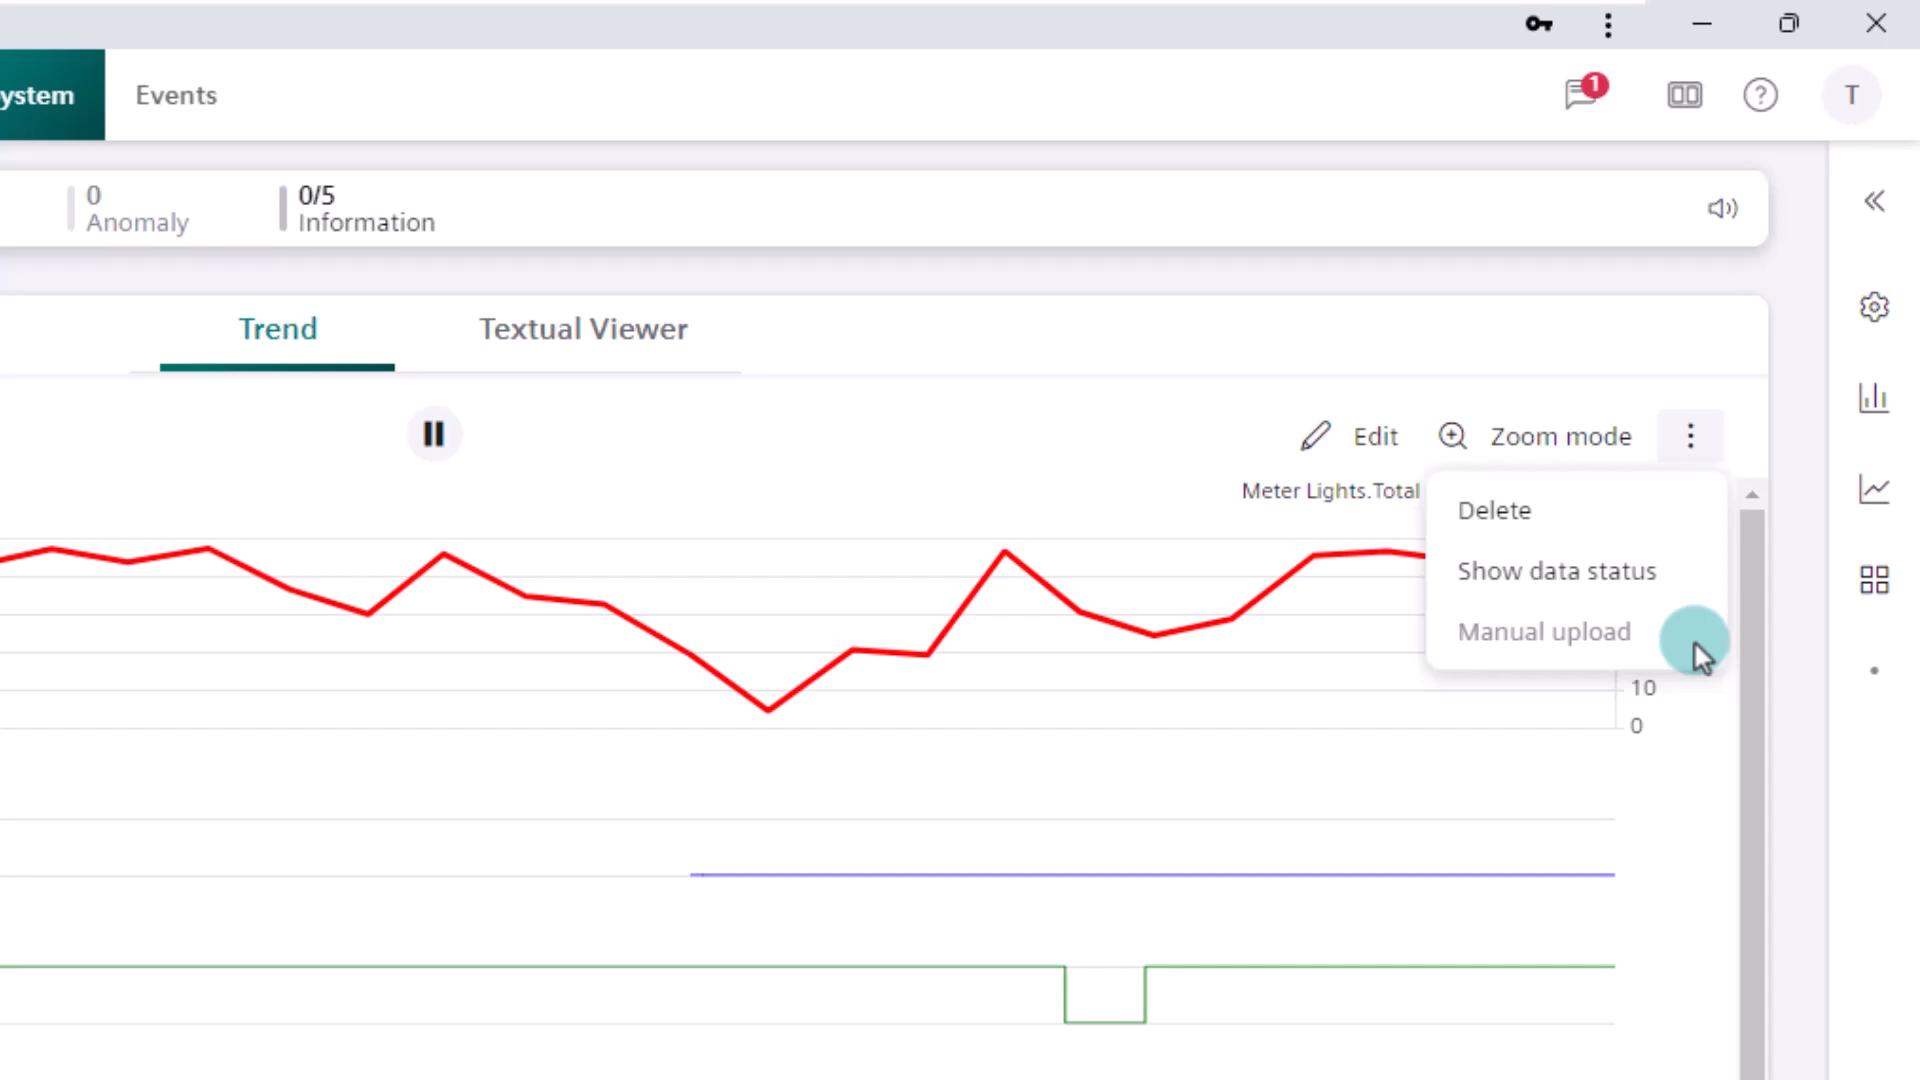 ystem
Events
1
T
0
Anomaly
0/5
Information
Trend
Textual Viewer
Edit
Zoom mode
Meter Lights.Total
Delete
Show data status
Manual upload
10
0